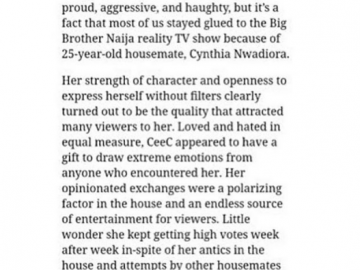 proud, aggressive, and haughty, but it's a
fact that most of us stayed glued to the Big
Brother Naija reality TV show because of
25-year-old housemate, Cynthia Nwadiora.
Her strength of character and openness to
express herself without filters clearly
turned out to be the quality that attracted
many viewers to her. Loved and hated in
equal measure, CeeC appeared to have a
gift to draw extreme emotions from
anyone who encountered her. Her
opinionated exchanges were a polarizing
factor in the house and an endless source
of entertainment for viewers. Little
wonder she kept getting high votes week
after week in-spite of her antics in the
house and attempts by other housemates